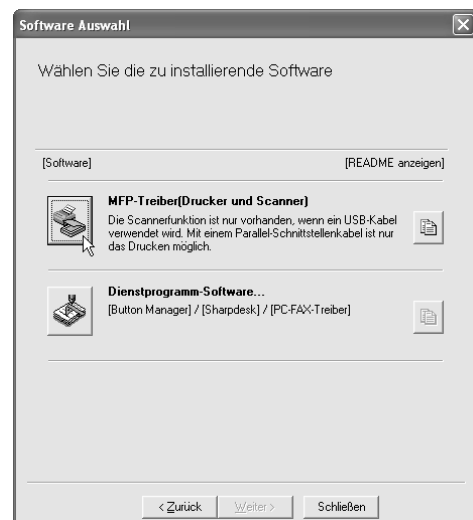 Software Auswahl
Wählen Sie die zu installierende Software
[Software] [README anzeigen]
MFP-Treiber(Drucker und Scanner)
Die Scannerfunktion ist nur vorhanden, wenn ein USB-Kabel
verwendet wird. Mit einem Parallel-Schnittstellenkabel ist nur
das Drucken möglich.
Dienstprogramm-Software...
[Button Manager] / [Sharpdesk] / [PC-FAX-Treiber]
< Zurück Weiter > Schließen